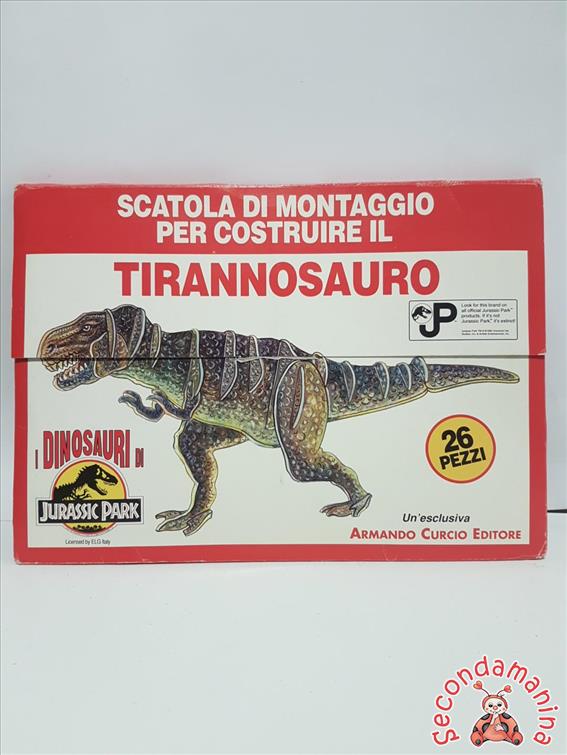 SCATOLA DI MONTAGGIO
PER COSTRUIRE IL
TIRANNOSAURO
JP
Look for this brand on
all official Jurassic Park™
products. If it's not
Jurassic Park,™ it's extinct!
I DINOSAURI DI
JURASSIC PARK
Licensed by ELG Italy
26
PEZZI
Un'esclusiva
ARMANDO CURCIO EDITORE
Secondamanina